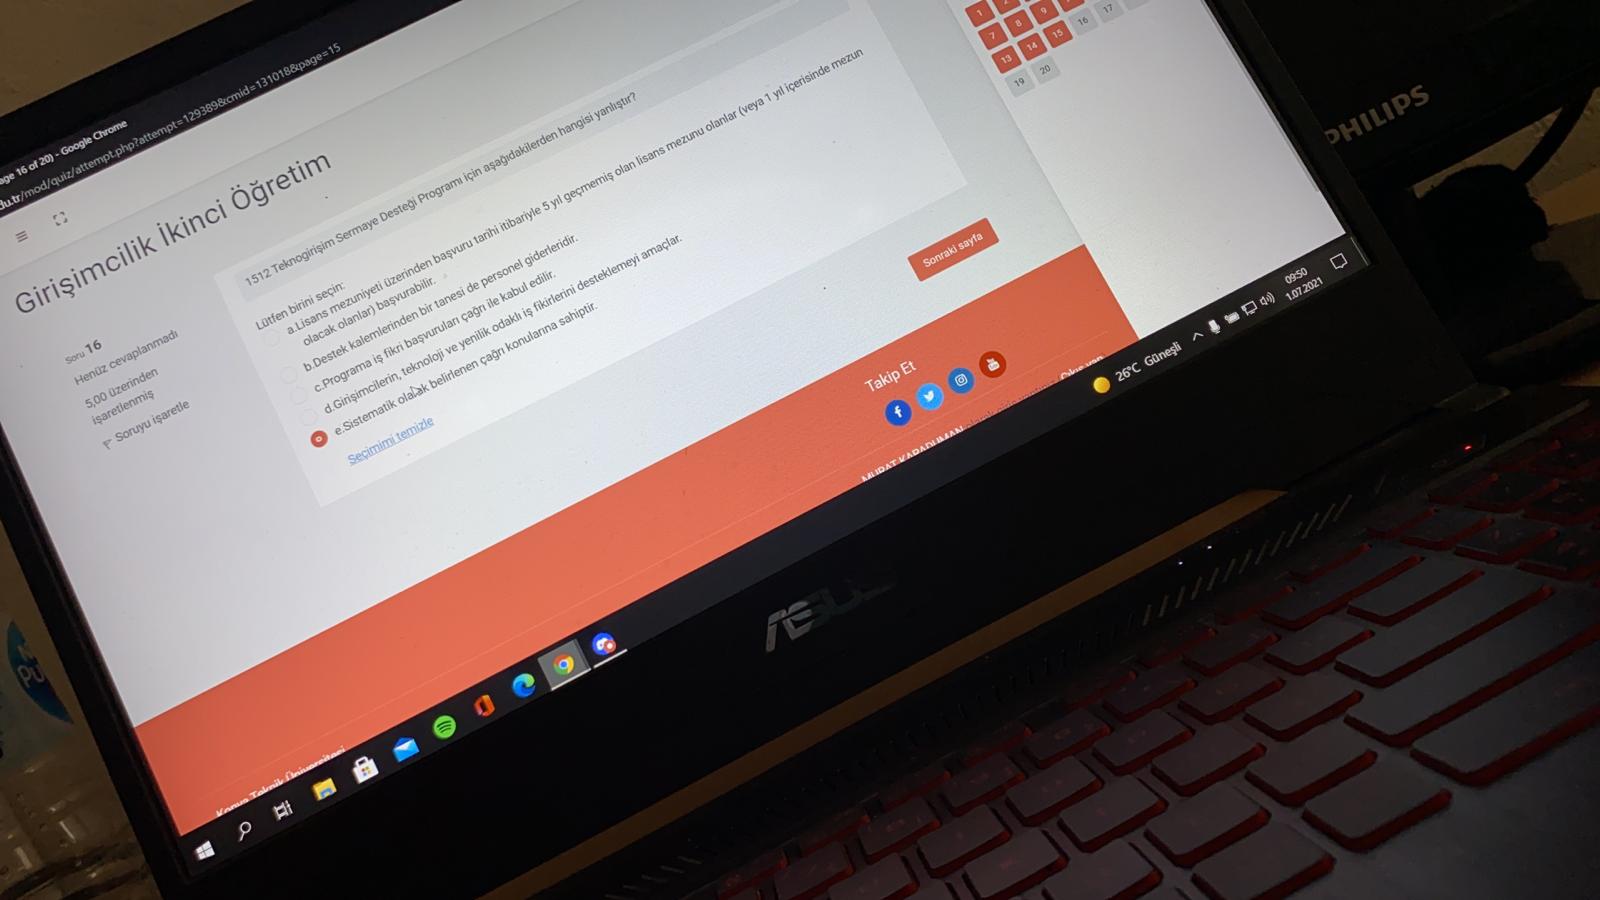 age 16 of 20) - Google Chrome
du.tr/mod/quiz/attempt.php?attempt=129389&cmid=131018&page=15
Girişimcilik İkinci Öğretim
Soru 16
Henüz cevaplanmadı
5,00 üzerinden
işaretlenmiş
Soruyu işaretle
1512 Teknogirişim Sermaye Desteği Programı için aşağıdakilerden hangisi yanlıştır?
Lütfen birini seçin:
a.Lisans mezuniyeti üzerinden başvuru tarihi itibariyle 5 yıl geçmemiş olan lisans mezunu olanlar (veya 1 yıl içerisinde mezun
olacak olanlar) başvurabilir.
b.Destek kalemlerinden bir tanesi de personel giderleridir.
c.Programa iş fikri başvuruları çağrı ile kabul edilir.
d.Girişimcilerin, teknoloji ve yenilik odaklı iş fikirlerini desteklemeyi amaçlar.
e.Sistematik olarak belirlenen çağrı konularına sahiptir.
Seçimimi temizle
Sonraki sayfa
1 2
7 8 9
13 14 15 16 17
19 20
Takip Et
MURAT KARADUMAN
Çıkış yap
Konya Teknik Üniversitesi
26°C Güneşli
09:50
1.07.2021
ASUS
PHILIPS
Pu